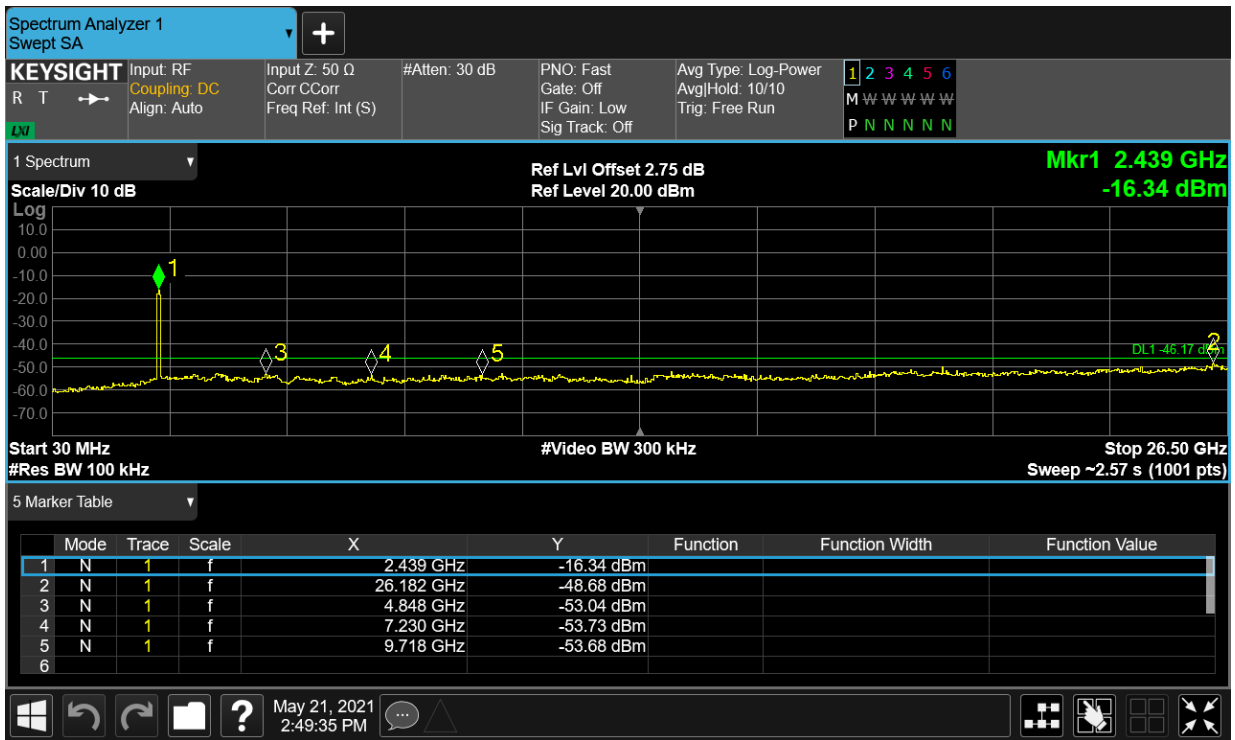 Spectrum Analyzer 1
Swept SA
+
KEYSIGHT Input: RF Input Z: 50 Ω #Atten: 30 dB PNO: Fast Avg Type: Log-Power 1 2 3 4 5 6
R T Coupling: DC Corr CCorr Gate: Off Avg|Hold: 10/10 M W W W W W
Align: Auto Freq Ref: Int (S) IF Gain: Low Trig: Free Run
LXI Sig Track: Off P N N N N N
1 Spectrum Ref Lvl Offset 2.75 dB Mkr1 2.439 GHz
Scale/Div 10 dB Ref Level 20.00 dBm -16.34 dBm
Log
10.0
0.00
1
-10.0
-20.0
-30.0
-40.0
3 4 5 DL1 -46.17 dBm 2
-50.0
-60.0
-70.0
Start 30 MHz #Video BW 300 kHz Stop 26.50 GHz
#Res BW 100 kHz Sweep ~2.57 s (1001 pts)
5 Marker Table
Mode Trace Scale X Y Function Function Width Function Value
1 N 1 f 2.439 GHz -16.34 dBm
2 N 1 f 26.182 GHz -48.68 dBm
3 N 1 f 4.848 GHz -53.04 dBm
4 N 1 f 7.230 GHz -53.73 dBm
5 N 1 f 9.718 GHz -53.68 dBm
6
? May 21, 2021
2:49:35 PM